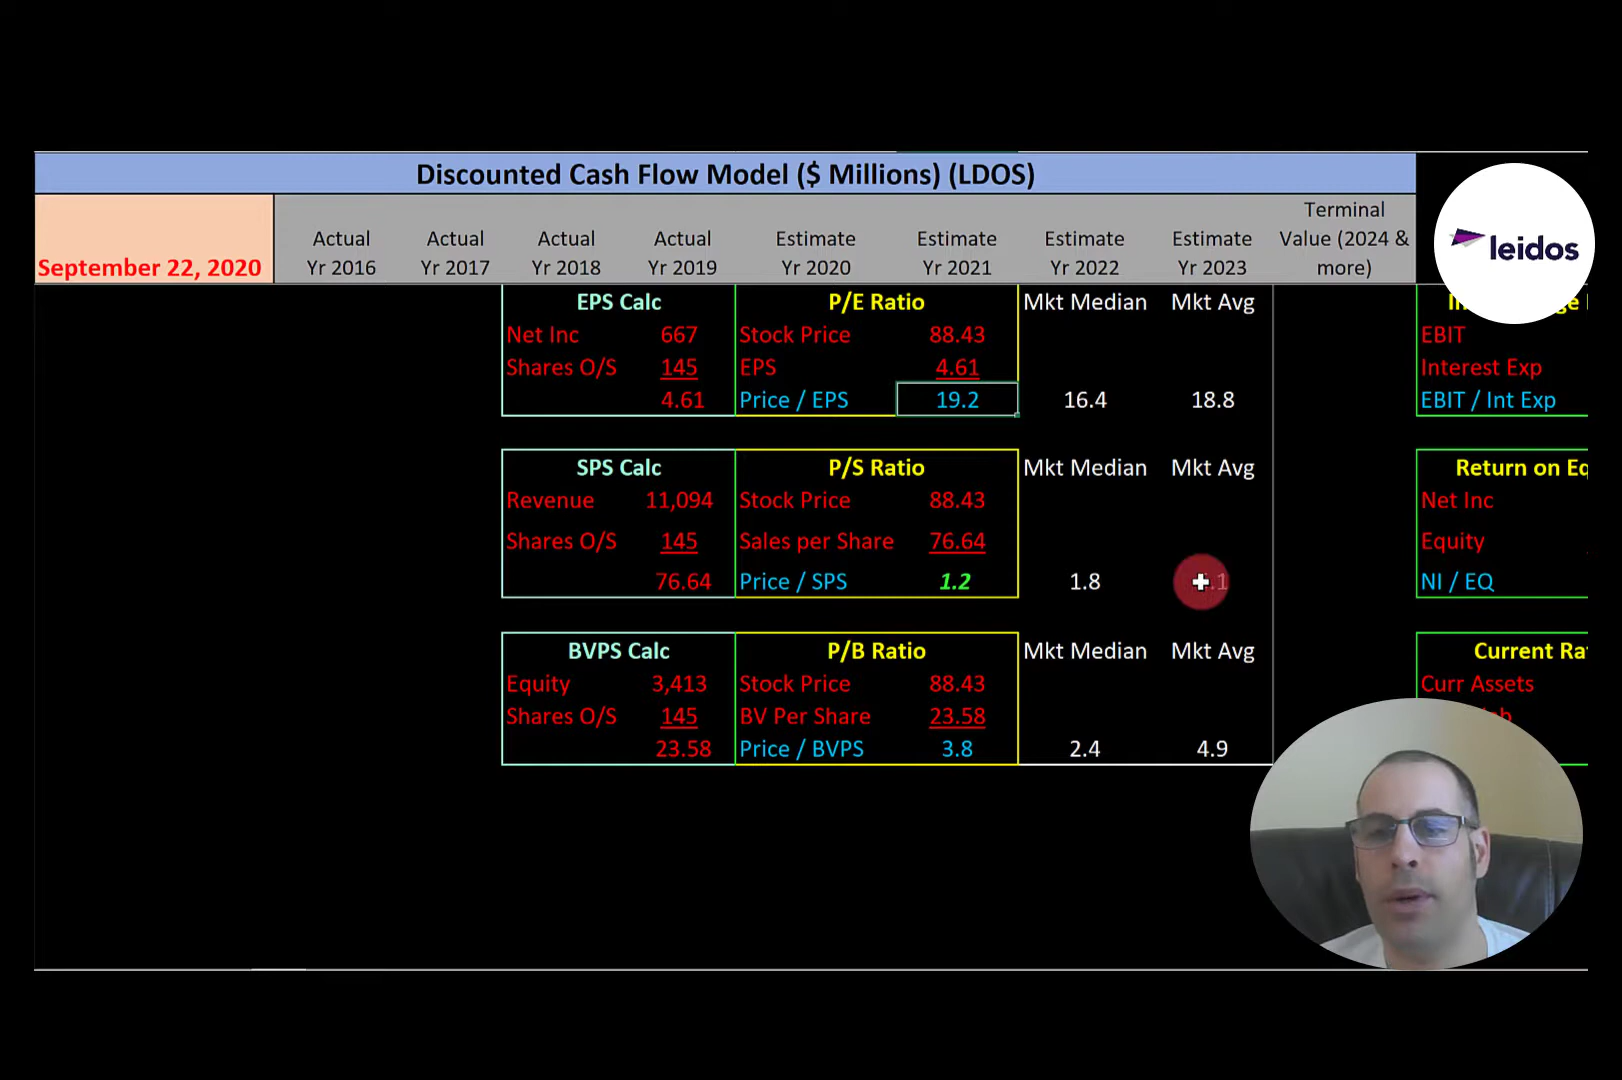 Discounted Cash Flow Model ($ Millions) (LDOS)
September 22, 2020
Actual Yr 2016
Actual Yr 2017
Actual Yr 2018
Actual Yr 2019
Estimate Yr 2020
Estimate Yr 2021
Estimate Yr 2022
Estimate Yr 2023
Terminal Value (2024 & more)
leidos
EPS Calc P/E Ratio Mkt Median Mkt Avg
Net Inc 667 Stock Price 88.43 EBIT
Shares O/S 145 EPS 4.61 Interest Exp
4.61 Price / EPS 19.2 16.4 18.8 EBIT / Int Exp
SPS Calc P/S Ratio Mkt Median Mkt Avg Return on
Revenue 11,094 Stock Price 88.43 Net Inc
Shares O/S 145 Sales per Share 76.64 Equity
76.64 Price / SPS 1.2 1.8 NI / EQ
BVPS Calc P/B Ratio Mkt Median Mkt Avg Current
Equity 3,413 Stock Price 88.43 Curr Assets
Shares O/S 145 BV Per Share 23.58
23.58 Price / BVPS 3.8 2.4 4.9